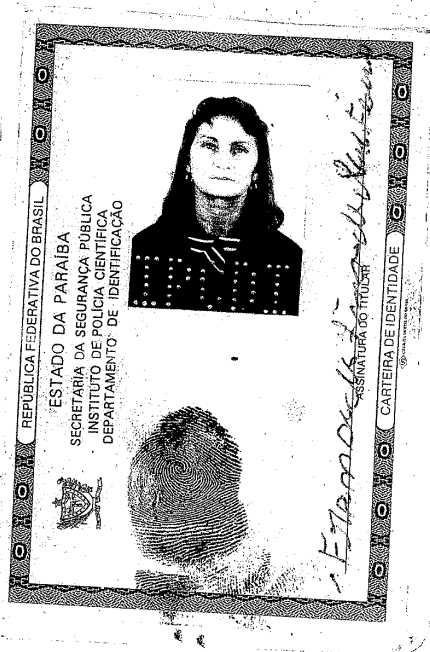 REPÚBLICA FEDERATIVA DO BRASIL
ESTADO DA PARAÍBA
SECRETARIA DA SEGURANÇA PÚBLICA
INSTITUTO DE POLÍCIA CIENTÍFICA
DEPARTAMENTO DE IDENTIFICAÇÃO
ASSINATURA DO TITULAR
CARTEIRA DE IDENTIDADE